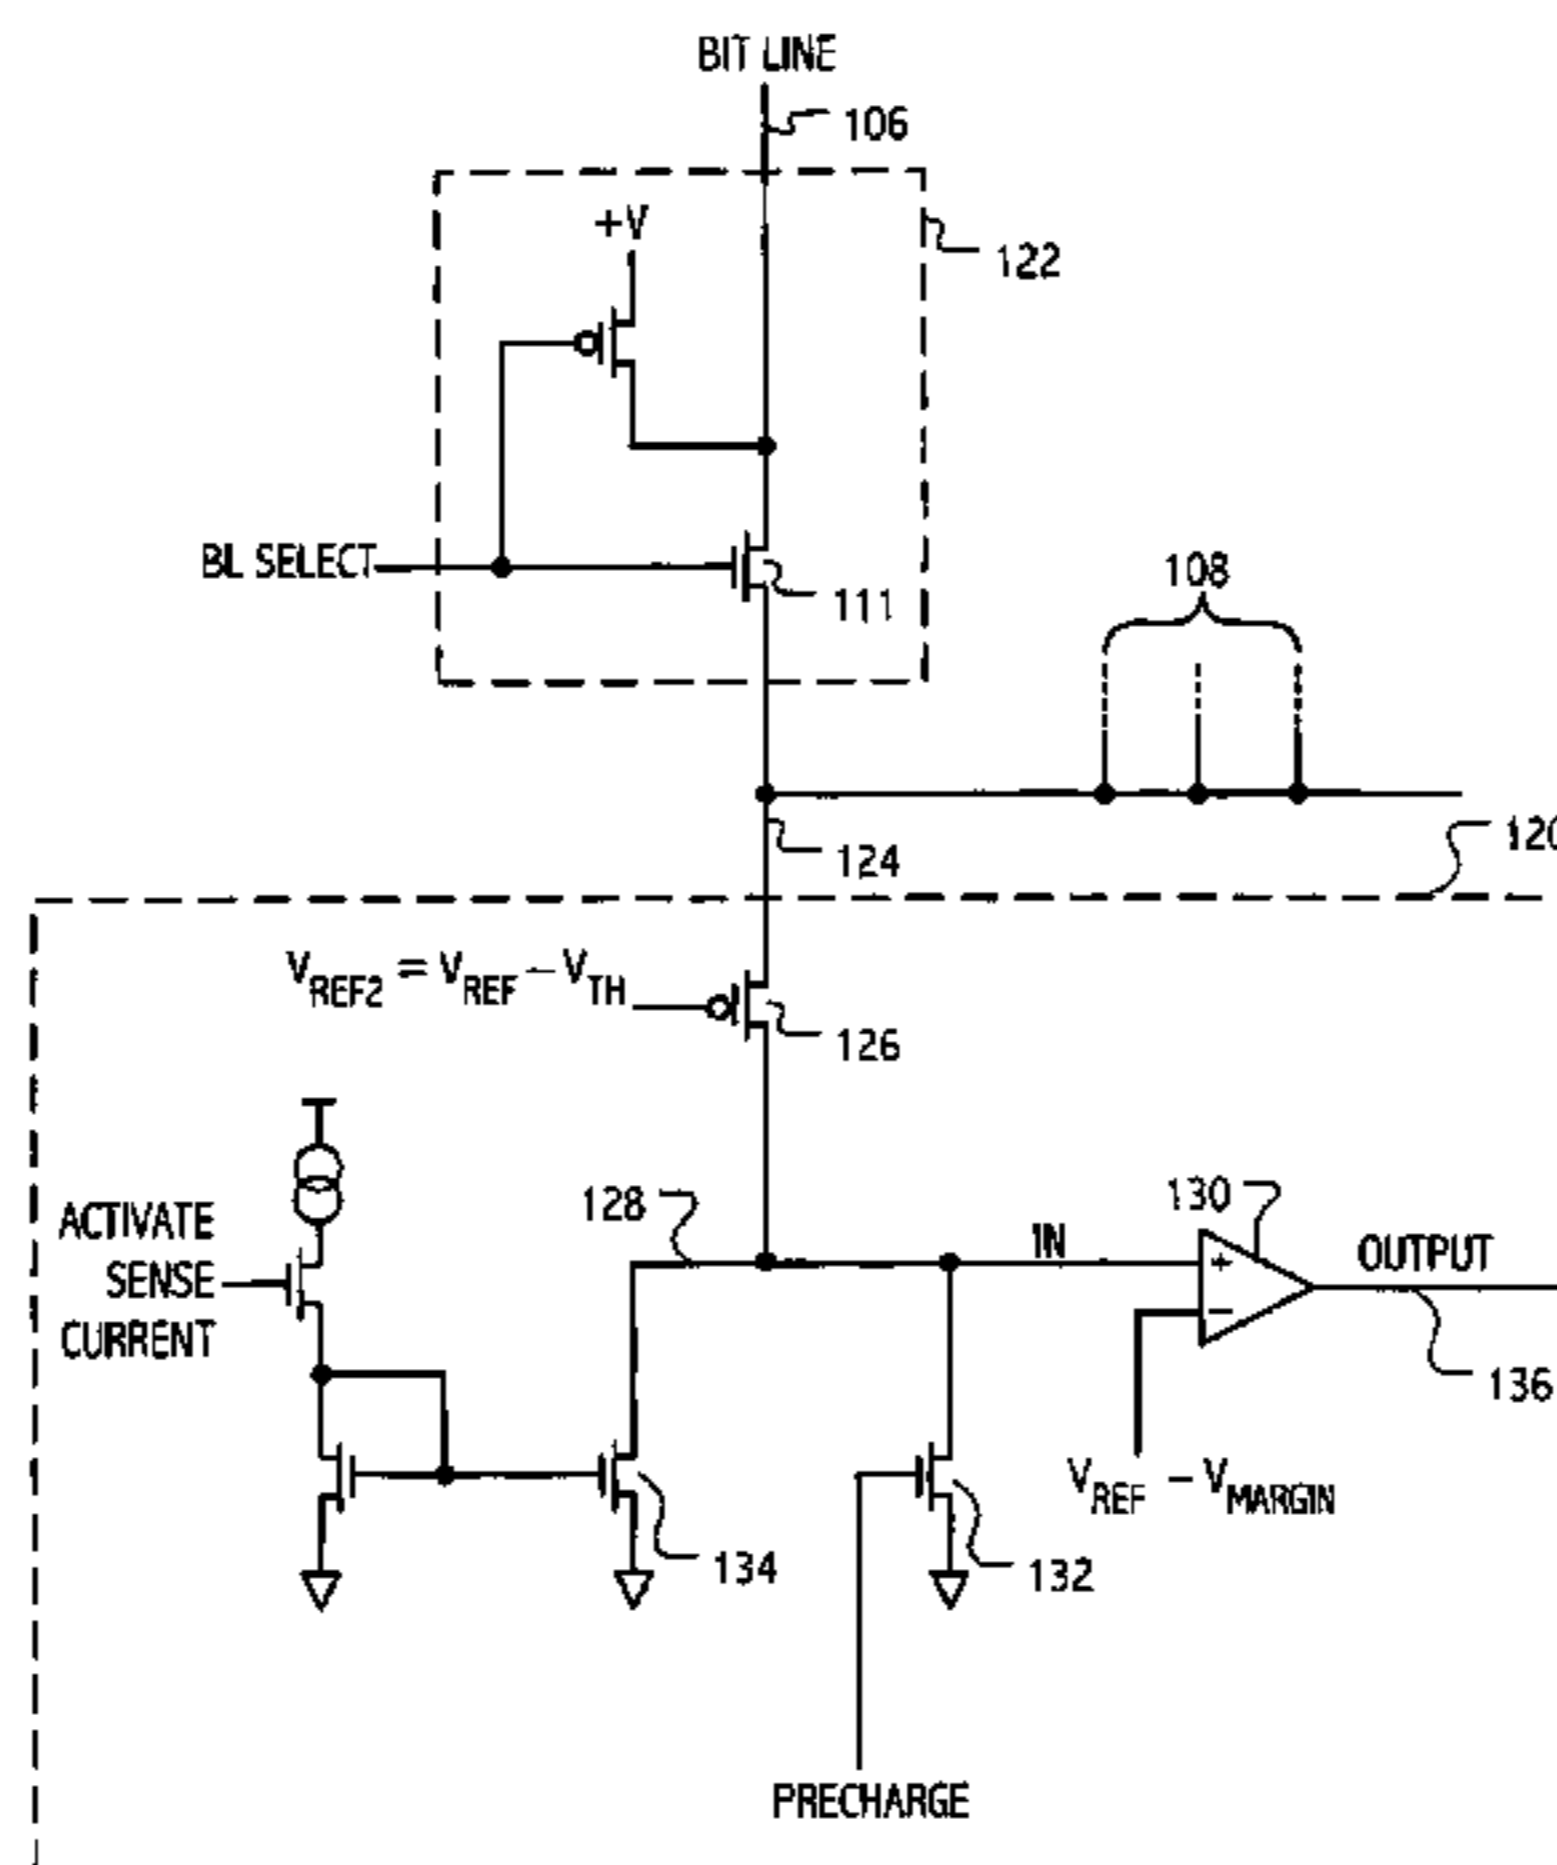 BIT LINE
106
+V
122
BL SELECT
111
108
124
120
VREF2 = VREF – VTH
126
128
130
ACTIVATE
SENSE
CURRENT
IN
+
OUTPUT
–
136
VREF – VMARGIN
134
132
PRECHARGE